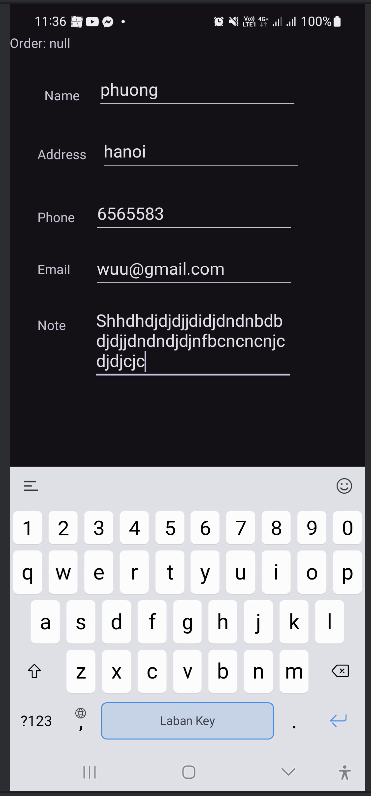 11:36 100%
Order: null
Name phuong
Address hanoi
Phone 6565583
Email wuu@gmail.com
Note Shhdhdjdjdjjdidjdndnbdb
djdjjdndndjdjnfbcncncnjc
djdjcjc
1 2 3 4 5 6 7 8 9 0
q w e r t y u i o p
a s d f g h j k l
z x c v b n m
?123 , Laban Key .